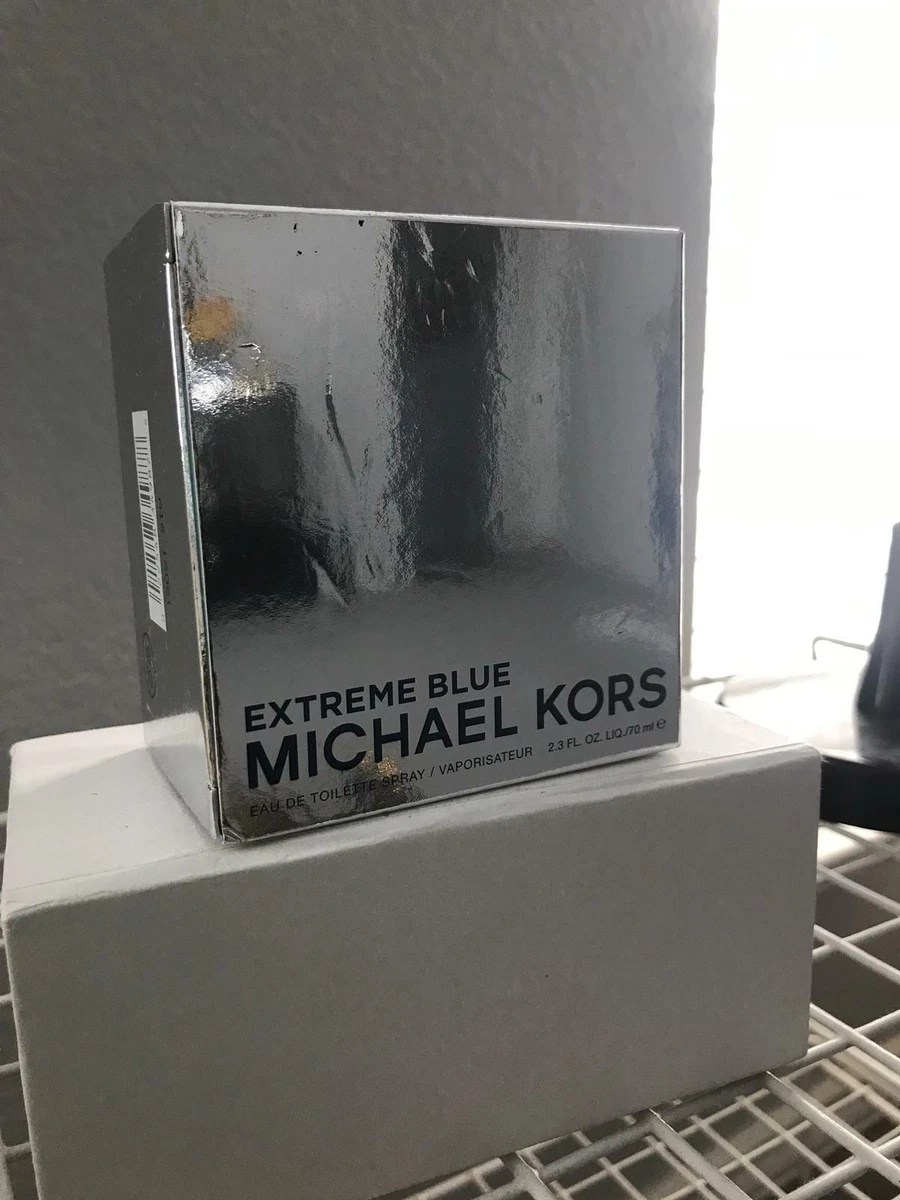 EXTREME BLUE
MICHAEL KORS
EAU DE TOILETTE SPRAY / VAPORISATEUR 2.3 FL. OZ. LIQ./70 ml ℮